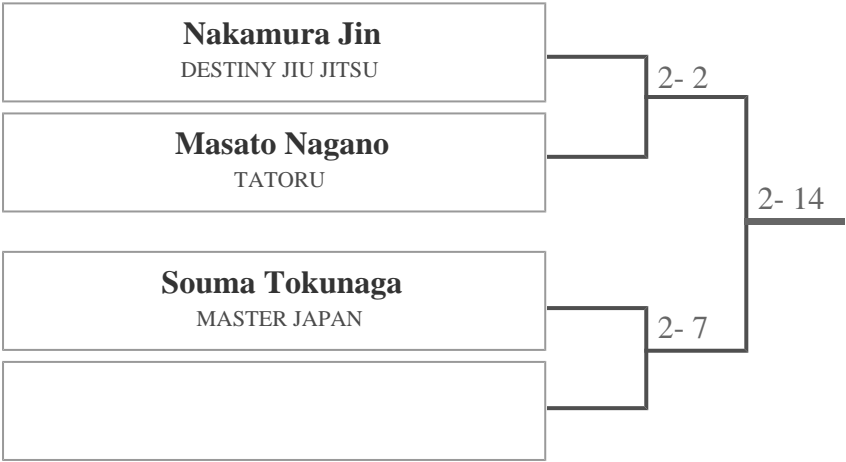 Nakamura Jin
DESTINY JIU JITSU
2- 2
Masato Nagano
TATORU
2- 14
Souma Tokunaga
MASTER JAPAN
2- 7